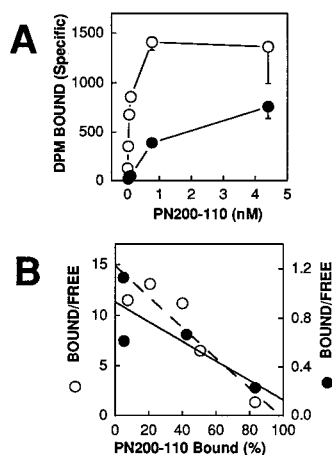 A
DPM BOUND (Specific)
1500
1000
500
0
0 1 2 3 4 5
PN200-110 (nM)
B
BOUND/FREE
15
10
5
0
1.2
0.8
0.4
0.0
BOUND/FREE
0 20 40 60 80 100
PN200-110 Bound (%)